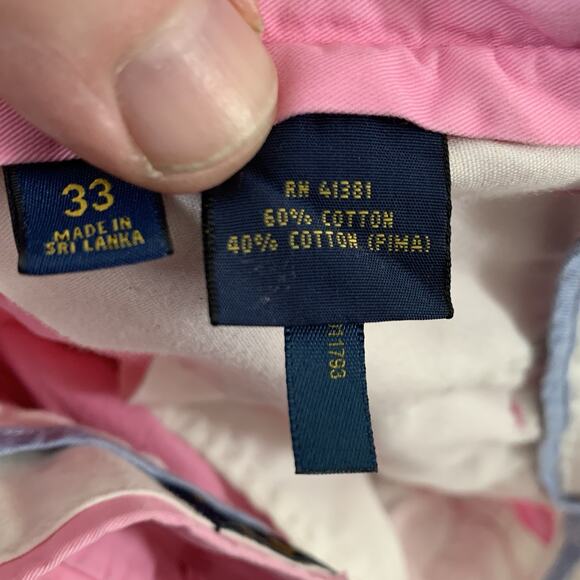 33
MADE IN
SRI LANKA
RN 41381
60% COTTON
40% COTTON (PIMA)